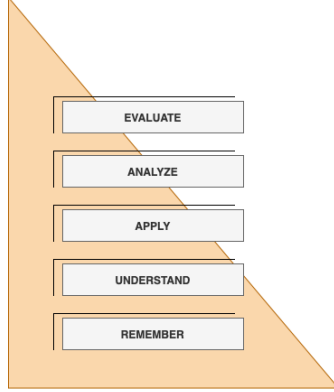 EVALUATE
ANALYZE
APPLY
UNDERSTAND
REMEMBER